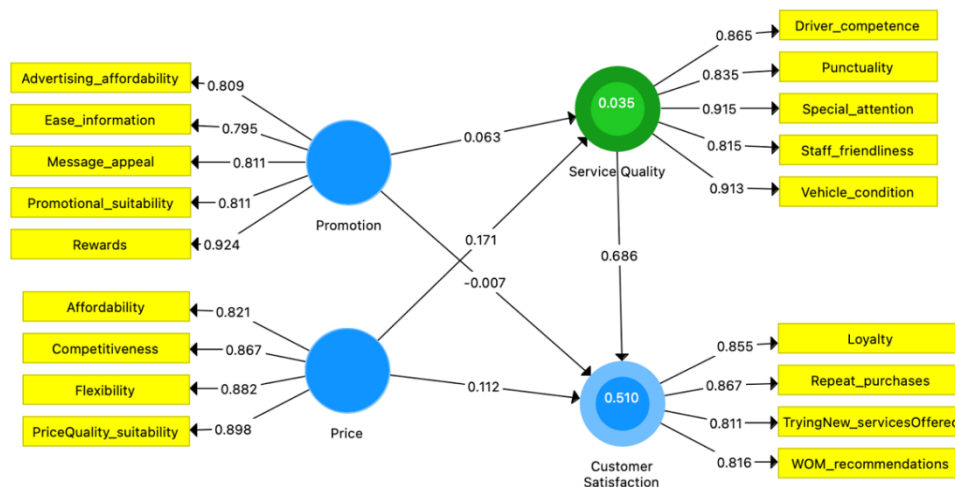 Advertising_affordability
Ease_information
Message_appeal
Promotional_suitability
Rewards
0.809
0.795
0.811
0.811
0.924
Promotion
Affordability
Competitiveness
Flexibility
PriceQuality_suitability
0.821
0.867
0.882
0.898
Price
0.063
0.171
-0.007
0.112
0.035
Service Quality
0.686
0.510
Customer
Satisfaction
0.865
0.835
0.915
0.815
0.913
Driver_competence
Punctuality
Special_attention
Staff_friendliness
Vehicle_condition
0.855
0.867
0.811
0.816
Loyalty
Repeat_purchases
TryingNew_servicesOffered
WOM_recommendations